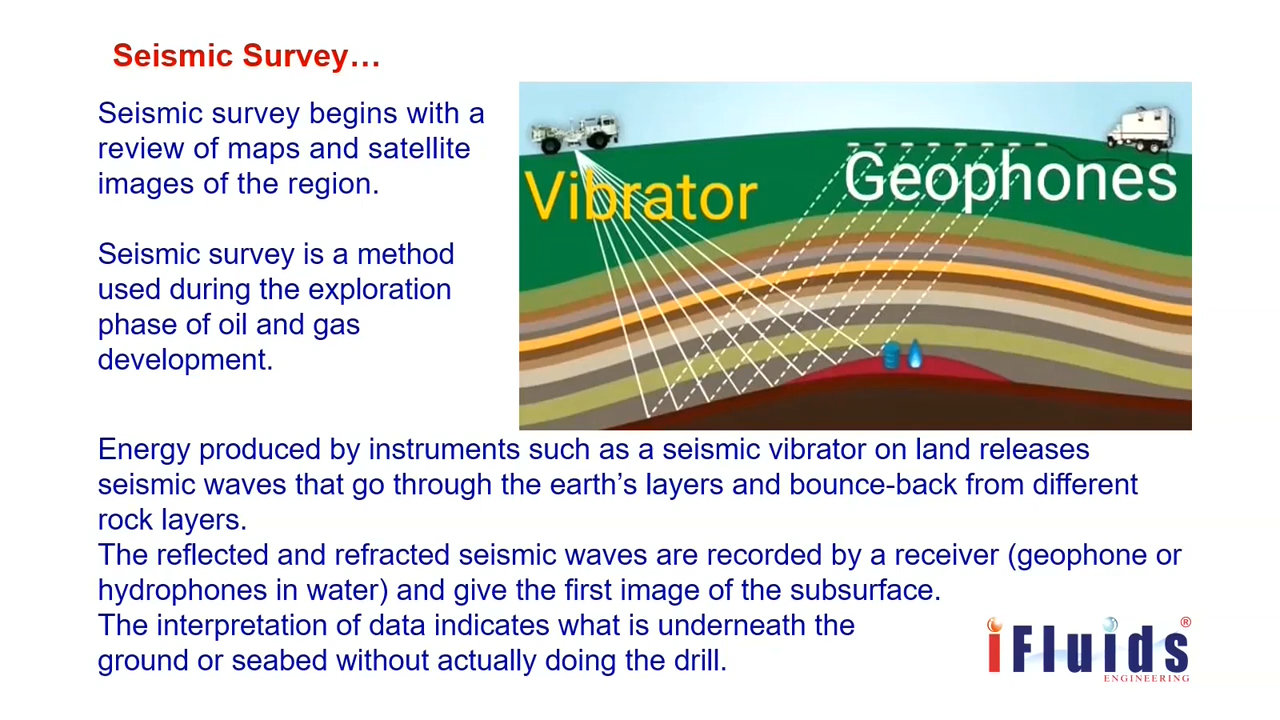 Seismic Survey…
Seismic survey begins with a
review of maps and satellite
images of the region.
Seismic survey is a method
used during the exploration
phase of oil and gas
development.
Vibrator
Geophones
Energy produced by instruments such as a seismic vibrator on land releases
seismic waves that go through the earth’s layers and bounce-back from different
rock layers.
The reflected and refracted seismic waves are recorded by a receiver (geophone or
hydrophones in water) and give the first image of the subsurface.
The interpretation of data indicates what is underneath the
ground or seabed without actually doing the drill.
iFluids®
ENGINEERING